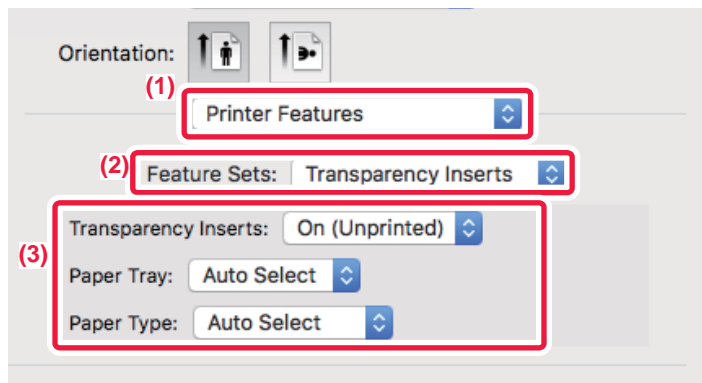 Orientation:
(1)
Printer Features
(2)
Feature Sets: Transparency Inserts
(3)
Transparency Inserts: On (Unprinted)
Paper Tray: Auto Select
Paper Type: Auto Select